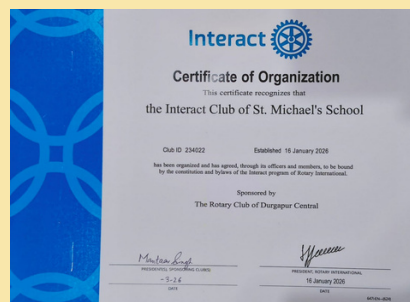 Interact
Certificate of Organization
This certificate recognizes that
the Interact Club of St. Michael's School
Club ID 234022 Established 16 January 2026
has been organized and has agreed, through its officers and members, to be bound
by the constitution and bylaws of the Interact program of Rotary International.
Sponsored by
The Rotary Club of Durgapur Central
PRESIDENT(S), SPONSORING CLUB(S)
PRESIDENT, ROTARY INTERNATIONAL
-3-26
16 January 2026
DATE
DATE